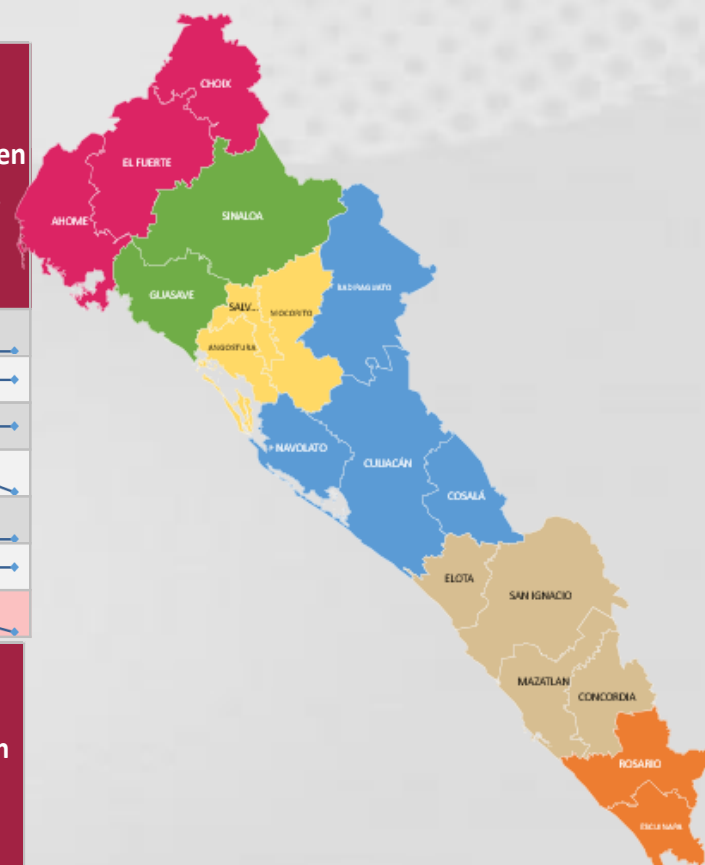 CHOIX
en
EL FUERTE
AHOME
SINALOA
BADIRAGUATO
GUASAVE
SALV...
MOCORITO
ANGOSTURA
NAVOLATO
CULIACÁN
COSALÁ
ELOTA
SAN IGNACIO
MAZATLAN
CONCORDIA
n
ROSARIO
ESCUINAPA